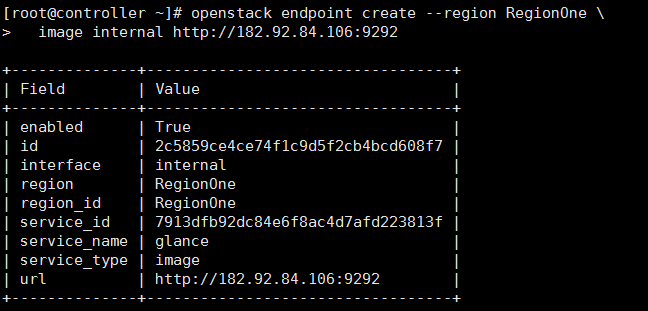 [root@controller ~]# openstack endpoint create --region RegionOne \
>   image internal http://182.92.84.106:9292
+--------------+----------------------------------+
| Field        | Value                            |
+--------------+----------------------------------+
| enabled      | True                             |
| id           | 2c5859ce4ce74f1c9d5f2cb4bcd608f7 |
| interface    | internal                         |
| region       | RegionOne                        |
| region_id    | RegionOne                        |
| service_id   | 7913dfb92dc84e6f8ac4d7afd223813f |
| service_name | glance                           |
| service_type | image                            |
| url          | http://182.92.84.106:9292        |
+--------------+----------------------------------+